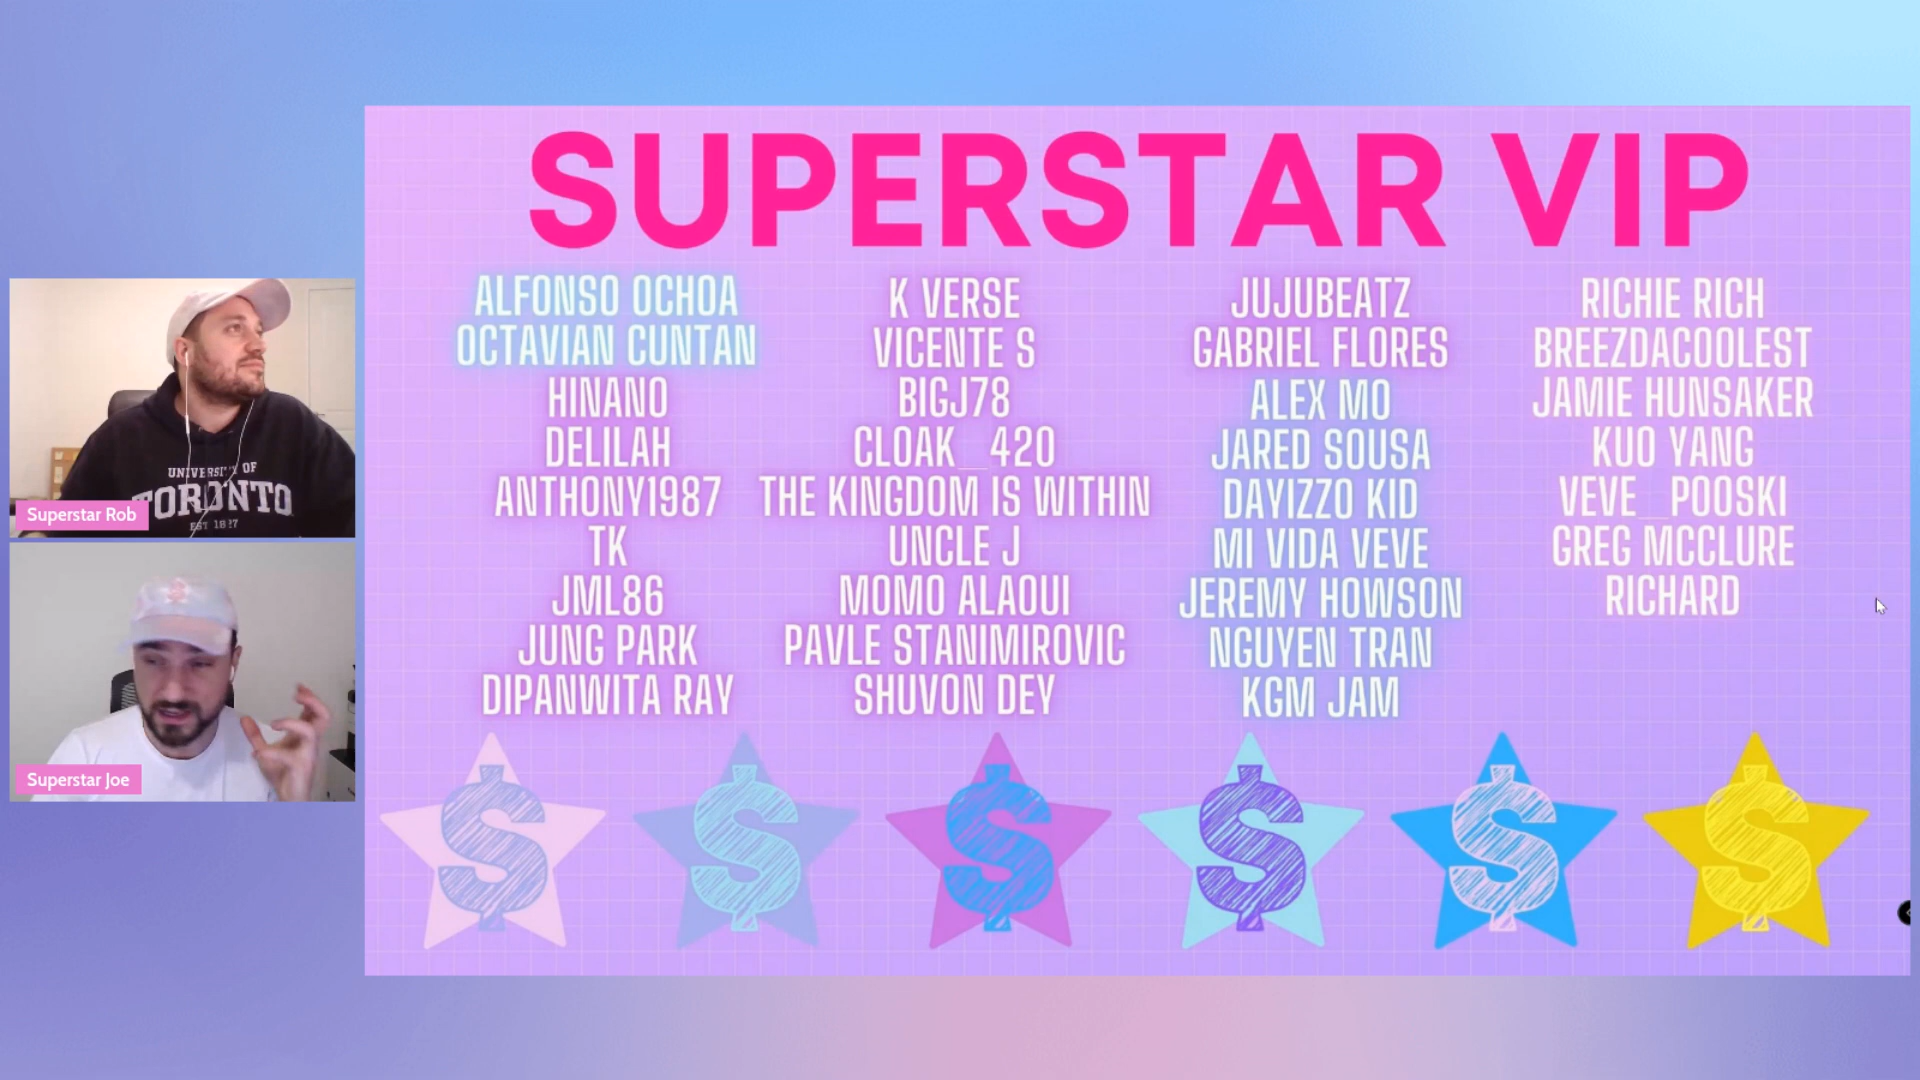 SUPERSTAR VIP
ALFONSO OCHOA
OCTAVIAN CUNTAN
HINANO
DELILAH
ANTHONY1987
TK
JML86
JUNG PARK
DIPANWITA RAY
K VERSE
VICENTE S
BIGJ78
CLOAK_420
THE KINGDOM IS WITHIN
UNCLE J
MOMO ALAOUI
PAVLE STANIMIROVIC
SHUVON DEY
JUJUBEATZ
GABRIEL FLORES
ALEX MO
JARED SOUSA
DAYIZZO KID
MI VIDA VEVE
JEREMY HOWSON
NGUYEN TRAN
KGM JAM
RICHIE RICH
BREEZDACOOLEST
JAMIE HUNSAKER
KUO YANG
VEVE_POOSKI
GREG MCCLURE
RICHARD
$ $ $ $ $ $
UNIVERSITY OF
TORONTO
EST 1827
Superstar Rob
Superstar Joe